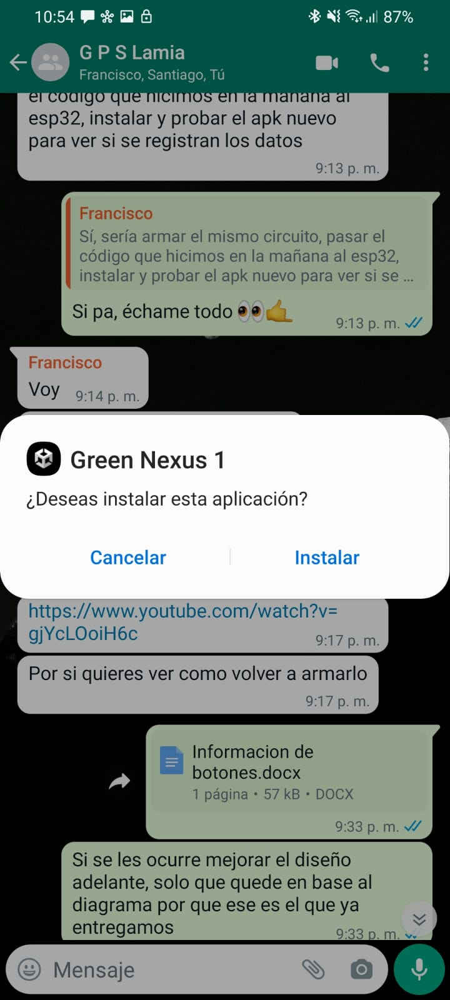 10:54
87%
G P S Lamia
Francisco, Santiago, Tú
el código que hicimos en la mañana al
esp32, instalar y probar el apk nuevo
para ver si se registran los datos
9:13 p. m.
Francisco
Sí, sería armar el mismo circuito, pasar el
código que hicimos en la mañana al esp32,
instalar y probar el apk nuevo para ver si se ...
Si pa, échame todo 👀🤙
9:13 p. m.
Francisco
Voy
9:14 p. m.
Green Nexus 1
¿Deseas instalar esta aplicación?
Cancelar
Instalar
https://www.youtube.com/watch?v=
gjYcLOoiH6c
9:17 p. m.
Por si quieres ver como volver a armarlo
9:17 p. m.
Informacion de
botones.docx
1 página • 57 kB • DOCX
9:33 p. m.
Si se les ocurre mejorar el diseño
adelante, solo que quede en base al
diagrama por que ese es el que ya
entregamos
9:33 p. m.
Mensaje